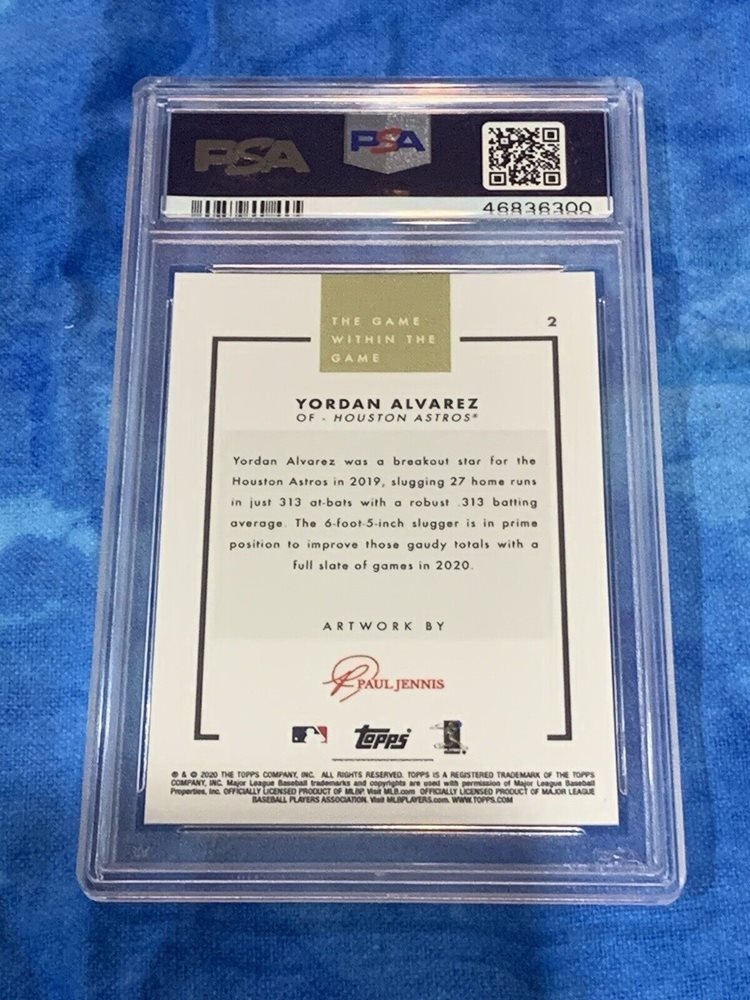 PSA
PSA
46836300
THE GAME
WITHIN THE
GAME
2
YORDAN ALVAREZ
OF - HOUSTON ASTROS®
Yordan Alvarez was a breakout star for the
Houston Astros in 2019, slugging 27 home runs
in just 313 at-bats with a robust .313 batting
average. The 6-foot-5-inch slugger is in prime
position to improve those gaudy totals with a
full slate of games in 2020.
ARTWORK BY
PAUL JENNIS
topps
® & © 2020 THE TOPPS COMPANY, INC. ALL RIGHTS RESERVED. TOPPS IS A REGISTERED TRADEMARK OF THE TOPPS
COMPANY, INC. Major League Baseball trademarks and copyrights are used with permission of Major League Baseball
Properties, Inc. OFFICIALLY LICENSED PRODUCT OF MLBP. Visit MLB.com OFFICIALLY LICENSED PRODUCT OF MAJOR LEAGUE
BASEBALL PLAYERS ASSOCIATION. Visit MLBPLAYERS.com. WWW.TOPPS.COM